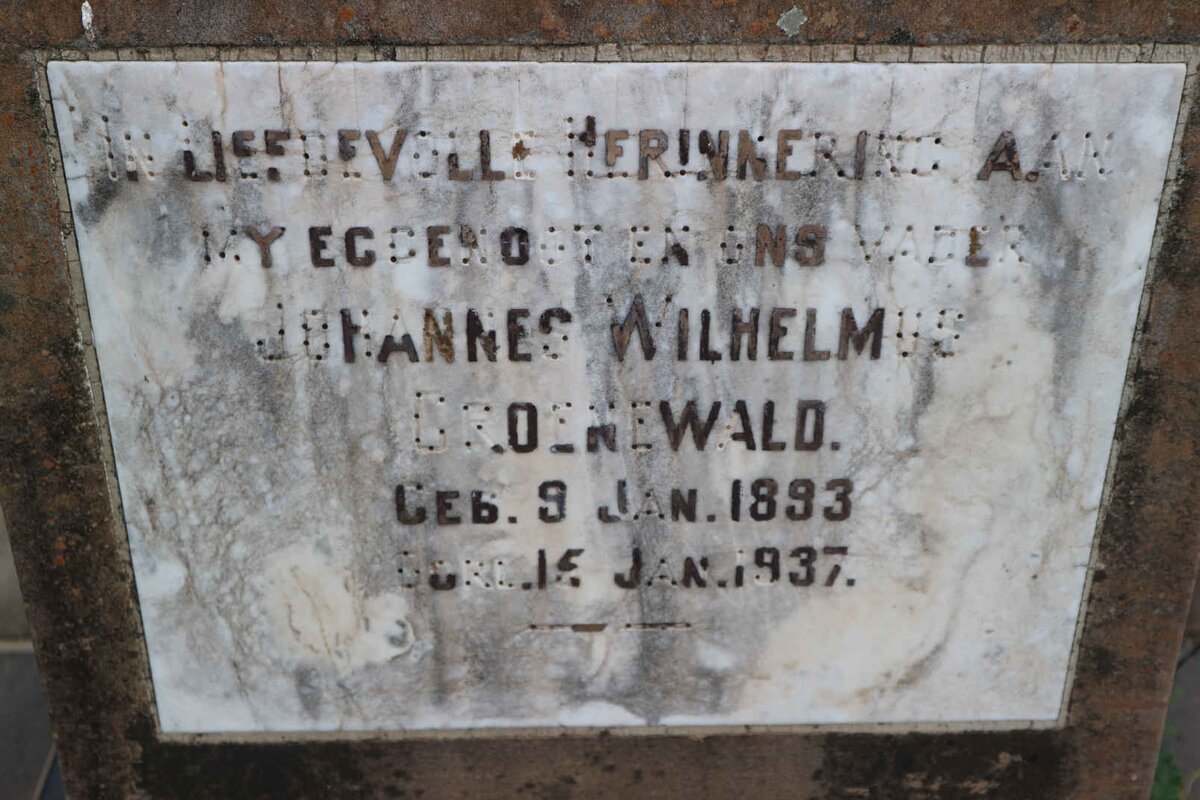 IN LIEFDEVOLLE HERINNERING AAN
MY EGGENOOT EN ONS VADER
JOHANNES WILHELMUS
GROENEWALD.
GEB. 9 JAN. 1893
OORL. JAN. 1937.